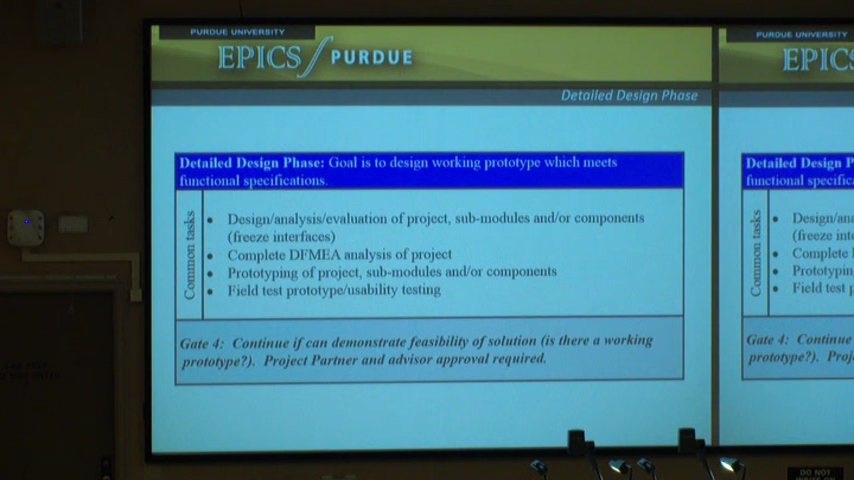 PURDUE UNIVERSITY
EPICS PURDUE
Detailed Design Phase
Detailed Design Phase: Goal is to design working prototype which meets
functional specifications.
Common tasks
• Design/analysis/evaluation of project, sub-modules and/or components
(freeze interfaces)
• Complete DFMEA analysis of project
• Prototyping of project, sub-modules and/or components
• Field test prototype/usability testing
Gate 4: Continue if can demonstrate feasibility of solution (is there a working
prototype?). Project Partner and advisor approval required.
PURDUE UNIVERSITY
EPICS
Detailed Design P
functional specifica
Common tasks
• Design/ana
(freeze inte
• Complete
• Prototypin
• Field test p
Gate 4: Continue
prototype?). Proj
DO NOT